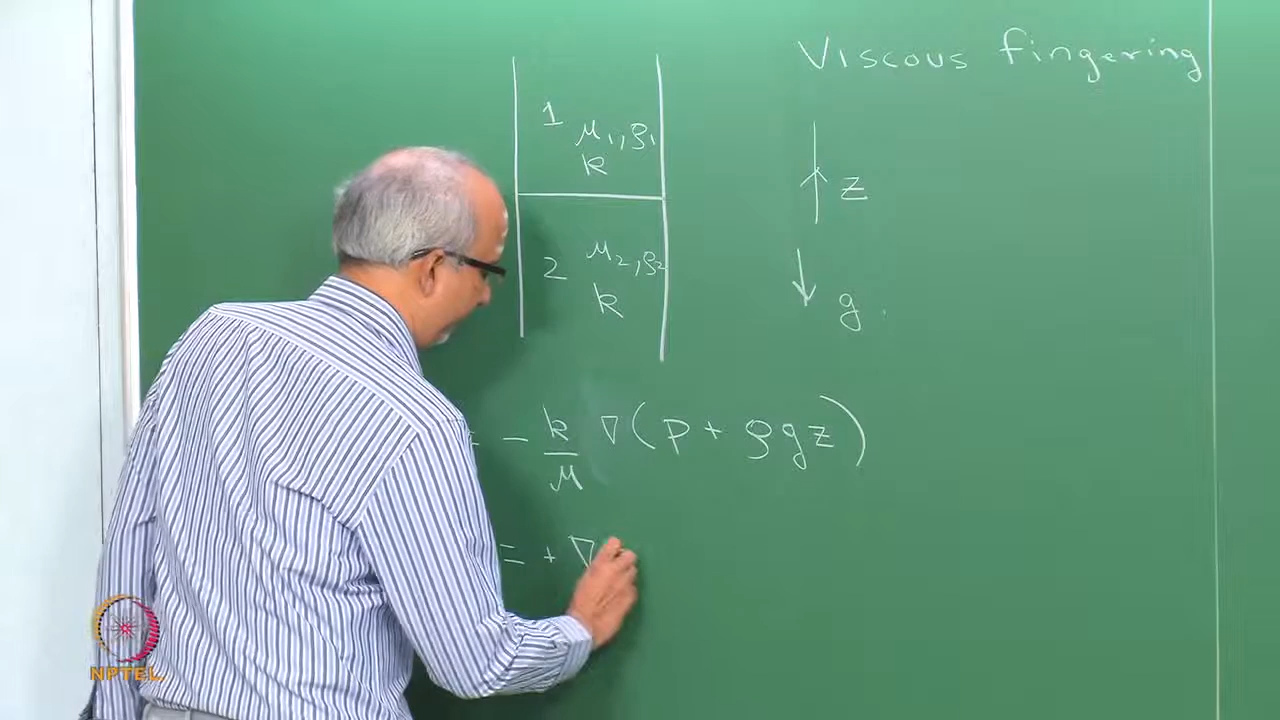 Viscous fingering
1 μ₁, ρ₁
k
z
2 μ₂, ρ₂
k
g.
= - k/μ ∇(p + ρgz)
= + ∇
NPTEL